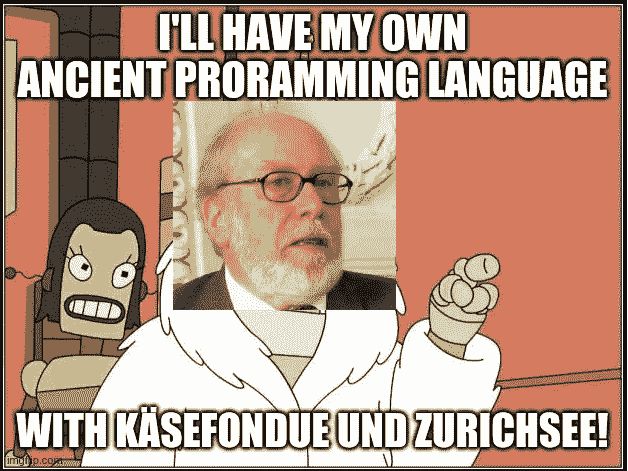 I'LL HAVE MY OWN
ANCIENT PRORAMMING LANGUAGE
WITH KÄSEFONDUE UND ZURICHSEE!
imgflip.com